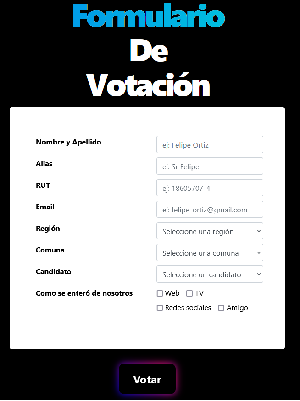 Formulario
De
Votación
Nombre y Apellido
ej: Felipe Ortiz
Alias
ej: Sr.Felipe
RUT
ej: 18605707-4
Email
ej: felipe.ortiz@gmail.com
Región
Seleccione una región
Comuna
Seleccione una comuna
Candidato
Seleccione un candidato
Como se enteró de nosotros
Web TV
Redes sociales Amigo
Votar